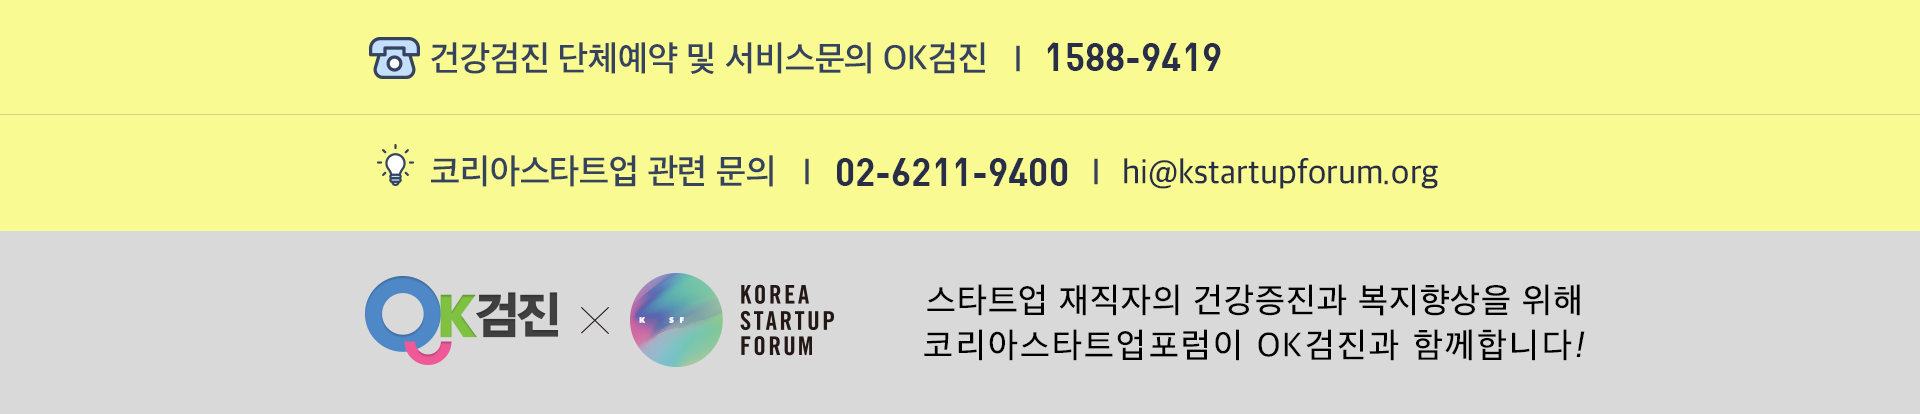 건강검진 단체예약 및 서비스문의 OK검진 | 1588-9419
코리아스타트업 관련 문의 | 02-6211-9400 | hi@kstartupforum.org
OK검진 × K SF KOREA STARTUP FORUM
스타트업 재직자의 건강증진과 복지향상을 위해
코리아스타트업포럼이 OK검진과 함께합니다!